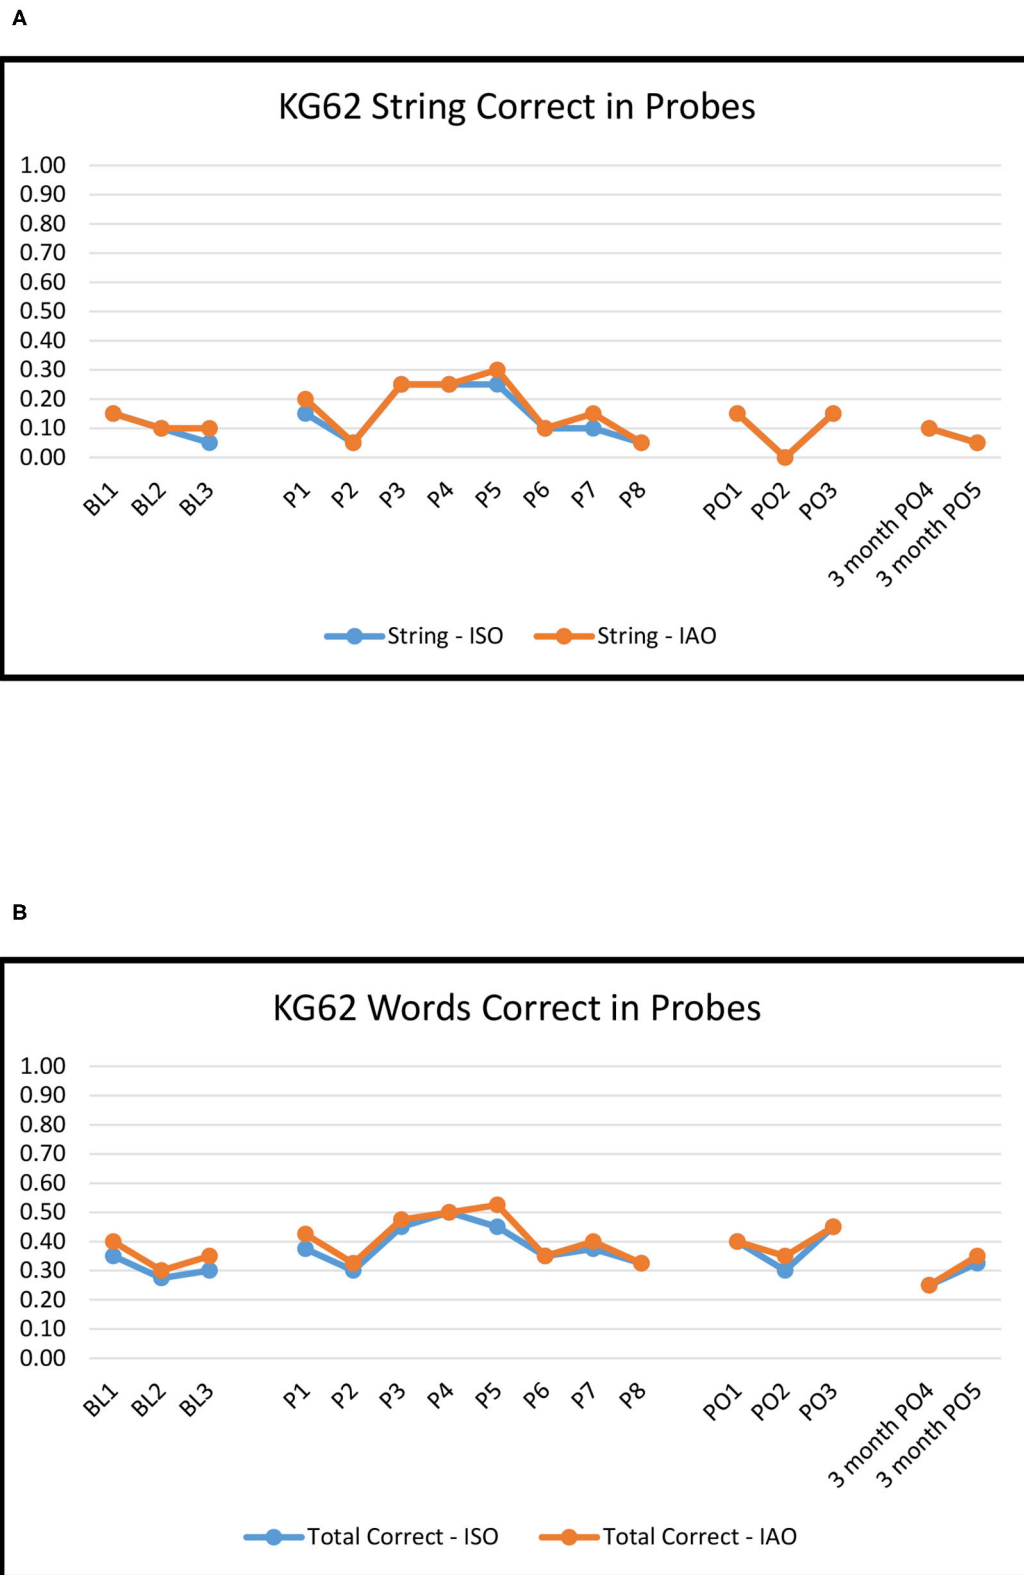 A
KG62 String Correct in Probes
1.00
0.90
0.80
0.70
0.60
0.50
0.40
0.30
0.20
0.10
0.00
BL1 BL2 BL3 P1 P2 P3 P4 P5 P6 P7 P8 PO1 PO2 PO3 3 month PO4 3 month PO5
String - ISO String - IAO
B
KG62 Words Correct in Probes
1.00
0.90
0.80
0.70
0.60
0.50
0.40
0.30
0.20
0.10
0.00
BL1 BL2 BL3 P1 P2 P3 P4 P5 P6 P7 P8 PO1 PO2 PO3 3 month PO4 3 month PO5
Total Correct - ISO Total Correct - IAO